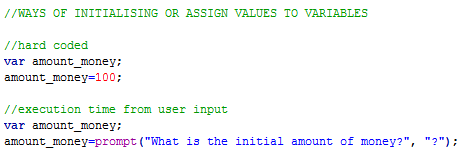 //WAYS OF INITIALISING OR ASSIGN VALUES TO VARIABLES
//hard coded
var amount_money;
amount_money=100;
//execution time from user input
var amount_money;
amount_money=prompt("What is the initial amount of money?", "?");